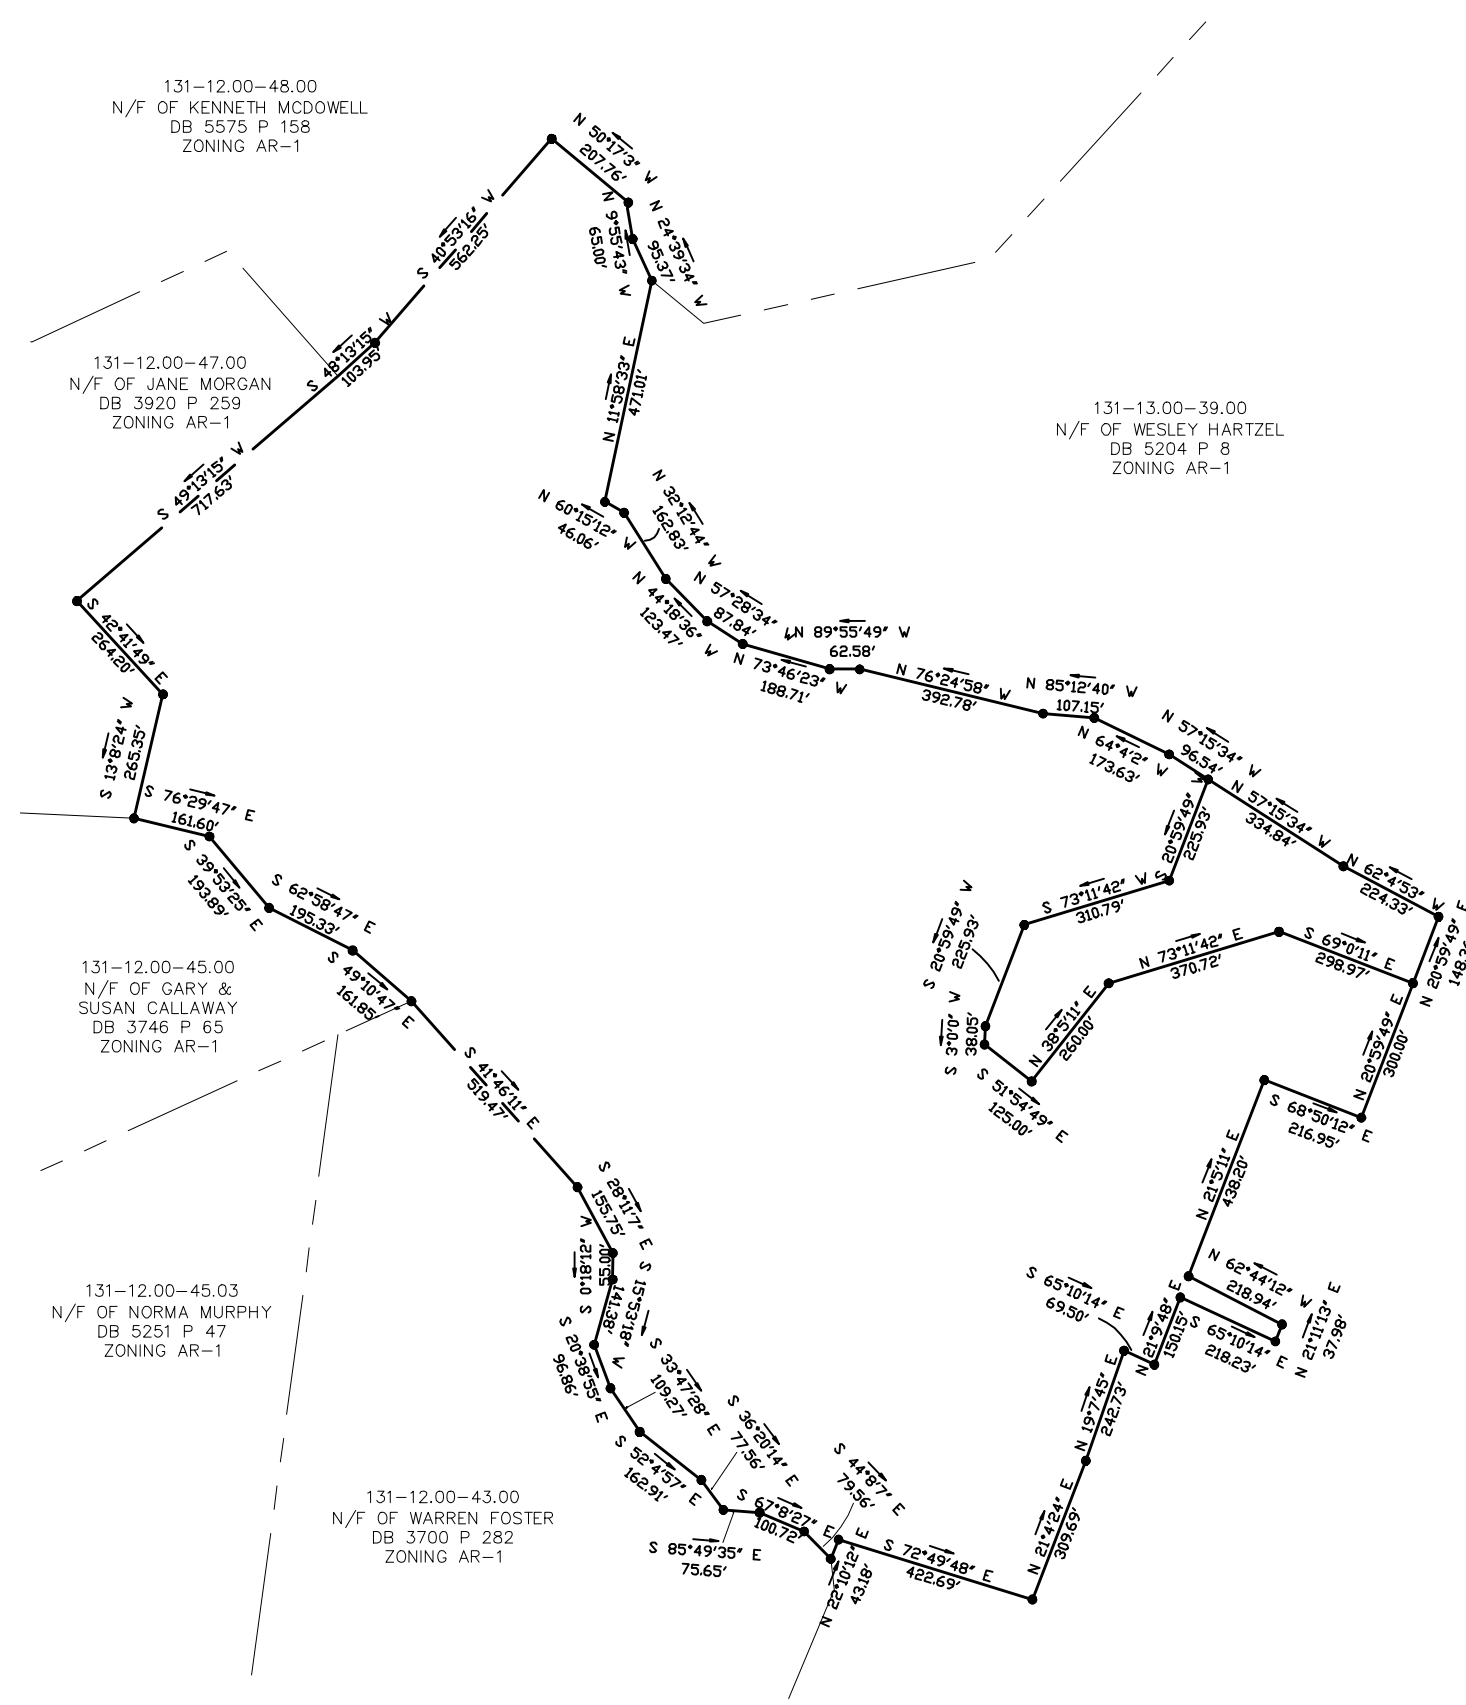 131-12.00-48.00
N/F OF KENNETH MCDOWELL
DB 5575 P 158
ZONING AR-1
N 50°17'3" W
207.76'
N 9°55'43" W
65.00'
N 24°39'34" W
95.37'
S 40°53'16" W
562.25'
S 48°13'15" W
103.95'
131-12.00-47.00
N/F OF JANE MORGAN
DB 3920 P 259
ZONING AR-1
N 11°58'33" E
471.01'
131-13.00-39.00
N/F OF WESLEY HARTZEL
DB 5204 P 8
ZONING AR-1
S 49°13'15" W
717.63'
N 60°15'12" W
46.06'
N 32°12'44" W
162.83'
N 44°18'36" W
123.47'
N 57°28'34" W
87.84'
N 73°46'23" W
188.71'
N 89°55'49" W
62.58'
N 76°24'58" W
392.78'
N 85°12'40" W
107.15'
N 64°4'2" W
173.63'
N 57°15'34" W
96.54'
N 57°15'34" W
334.84'
N 62°4'53" W
224.33'
S 42°41'49" E
264.20'
S 13°8'24" W
265.35'
S 76°29'47" E
161.60'
S 39°53'25" E
193.89'
S 62°58'47" E
195.33'
S 49°10'47" E
161.85'
S 20°59'49" W
225.93'
S 73°11'42" W
310.79'
S 20°59'49" W
225.93'
S 3°0'0" W
38.05'
S 51°54'49" E
125.00'
N 38°5'11" E
260.00'
N 73°11'42" E
370.72'
S 69°0'11" E
298.97'
N 20°59'49" E
N 20°59'49" E
300.00'
131-12.00-45.00
N/F OF GARY &
SUSAN CALLAWAY
DB 3746 P 65
ZONING AR-1
S 41°46'11" E
519.47'
S 68°50'12" E
216.95'
N 21°5'11" E
438.20'
S 28°11'7" E
155.75'
S 0°18'12" W
55.00'
S 15°53'18" W
141.38'
131-12.00-45.03
N/F OF NORMA MURPHY
DB 5251 P 47
ZONING AR-1
N 62°44'12" W
218.94'
N 21°11'13" E
37.98'
S 65°10'14" E
218.23'
N 21°9'48" E
150.15'
S 65°10'14" E
69.50'
N 19°7'45" E
242.73'
S 20°38'55" E
96.86'
S 33°47'28" E
109.27'
S 52°4'57" E
162.91'
S 36°20'14" E
77.56'
S 85°49'35" E
75.65'
S 67°8'27" E
100.72'
S 44°8'7" E
79.56'
N 22°10'12" E
43.18'
S 72°49'48" E
422.69'
N 21°4'24" E
309.69'
131-12.00-43.00
N/F OF WARREN FOSTER
DB 3700 P 282
ZONING AR-1